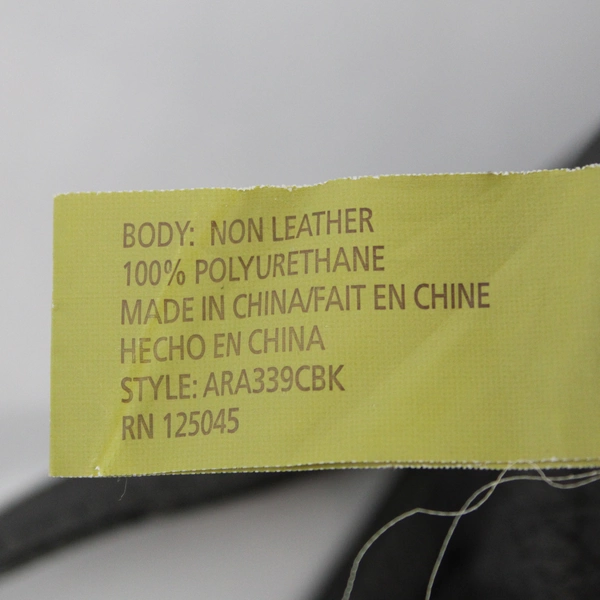 BODY: NON LEATHER
100% POLYURETHANE
MADE IN CHINA/FAIT EN CHINE
HECHO EN CHINA
STYLE: ARA339CBK
RN 125045